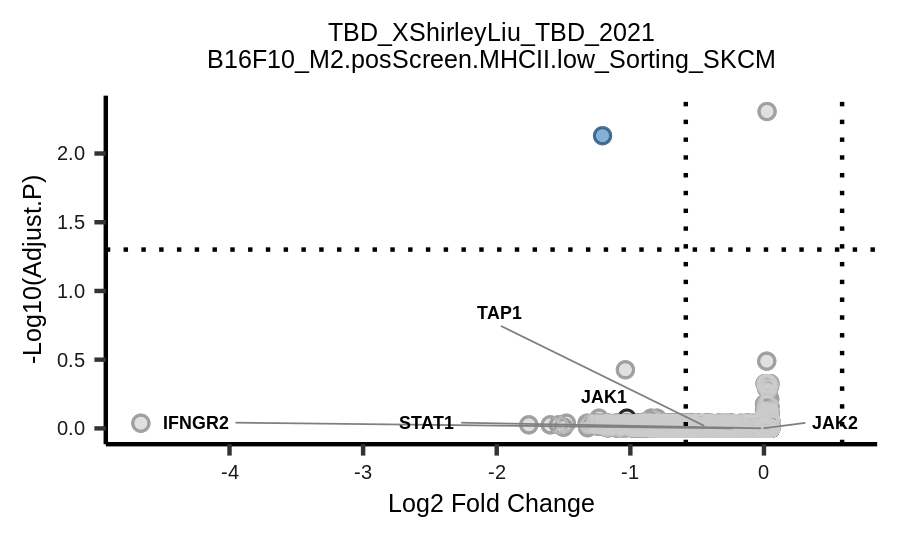 TBD_XShirleyLiu_TBD_2021
B16F10_M2.posScreen.MHCII.low_Sorting_SKCM
-Log10(Adjust.P)
2.0
1.5
1.0
0.5
0.0
TAP1
JAK1
IFNGR2
STAT1
JAK2
-4
-3
-2
-1
0
Log2 Fold Change